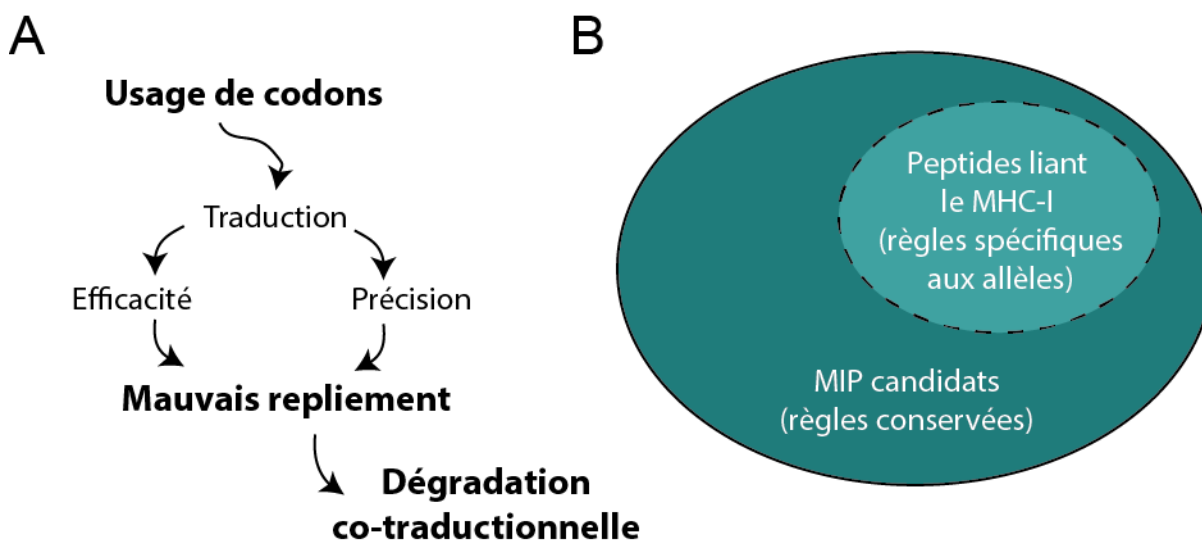 A
Usage de codons
Traduction
Efficacité
Précision
Mauvais repliement
Dégradation
co-traductionnelle
B
Peptides liant
le MHC-I
(règles spécifiques
aux allèles)
MIP candidats
(règles conservées)